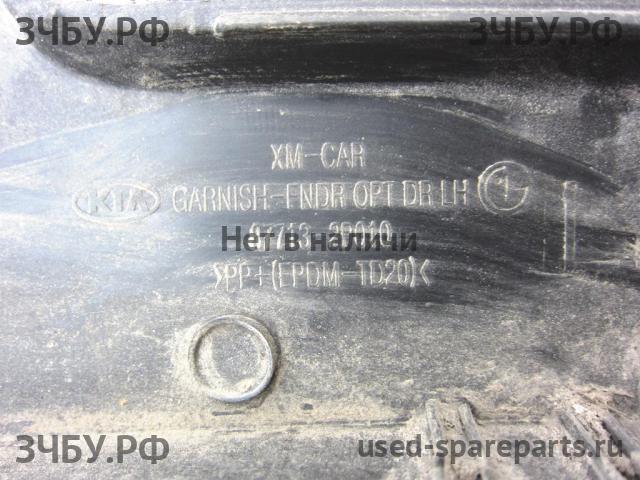 ЗЧБУ.РФ ЗЧБУ.РФ
XM-CAR
KIA GARNISH-FNDR OPT DR LH
Нет в наличи
>PP+(EPDM-TD20)<
ЗЧБУ.РФ used-spareparts.ru